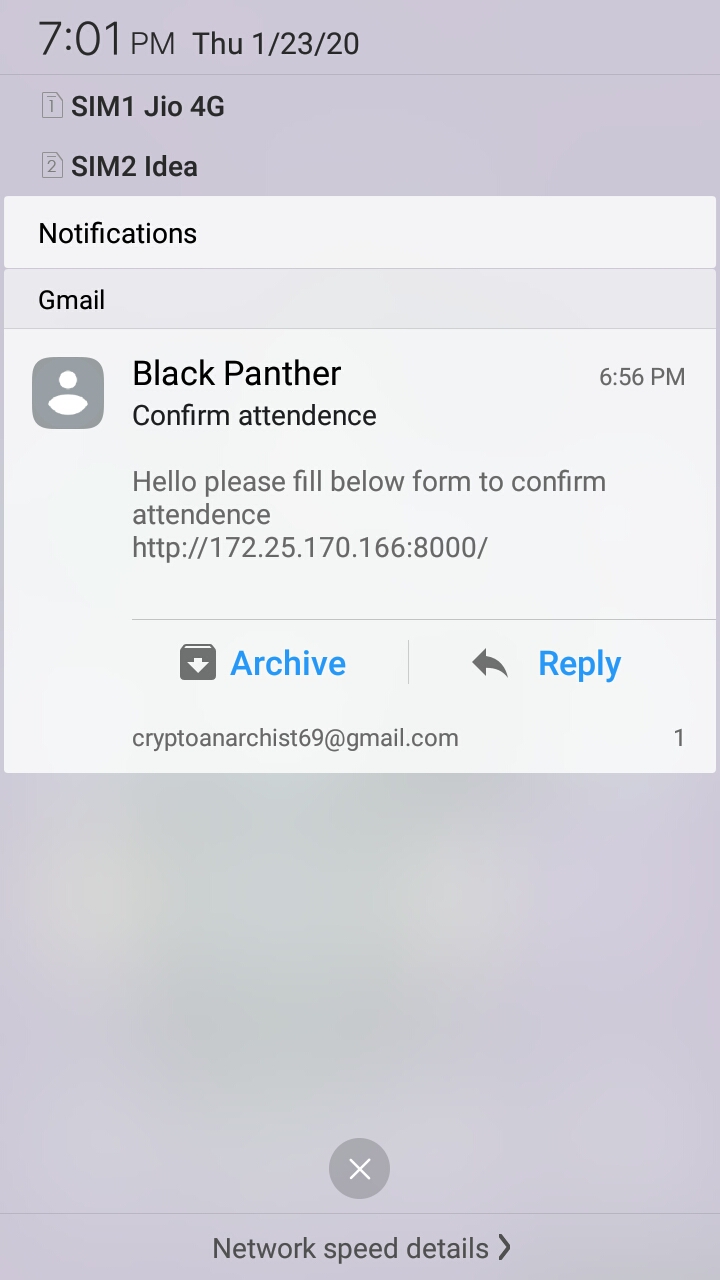 7:01 PM Thu 1/23/20
1 SIM1 Jio 4G
2 SIM2 Idea
Notifications
Gmail
Black Panther 6:56 PM
Confirm attendence
Hello please fill below form to confirm
attendence
http://172.25.170.166:8000/
Archive Reply
cryptoanarchist69@gmail.com 1
Network speed details